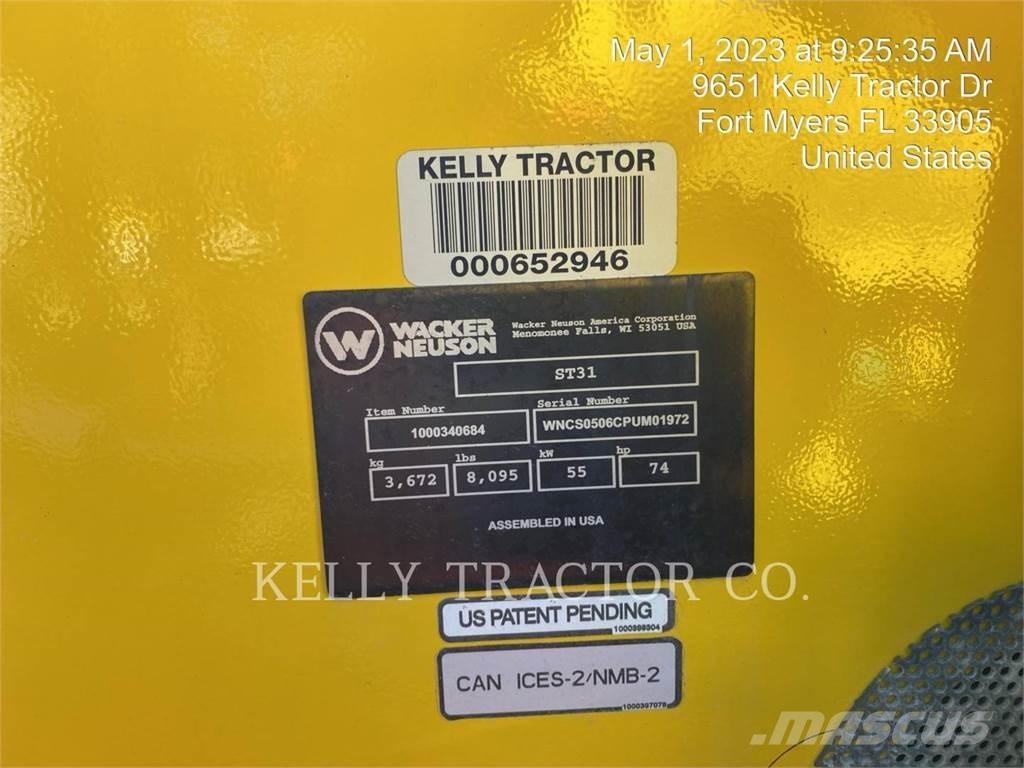 May 1, 2023 at 9:25:35 AM
9651 Kelly Tractor Dr
Fort Myers FL 33905
United States
KELLY TRACTOR
000652946
W WACKER NEUSON
Wacker Neuson America Corporation
Menomonee Falls, WI 53051 USA
ST31
Item Number
1000340684
Serial Number
WNCS0506CPUM01972
kg
3,672
lbs
8,095
kW
55
hp
74
ASSEMBLED IN USA
KELLY TRACTOR CO.
US PATENT PENDING
1000399304
CAN ICES-2/NMB-2
1000397078
MASCUS